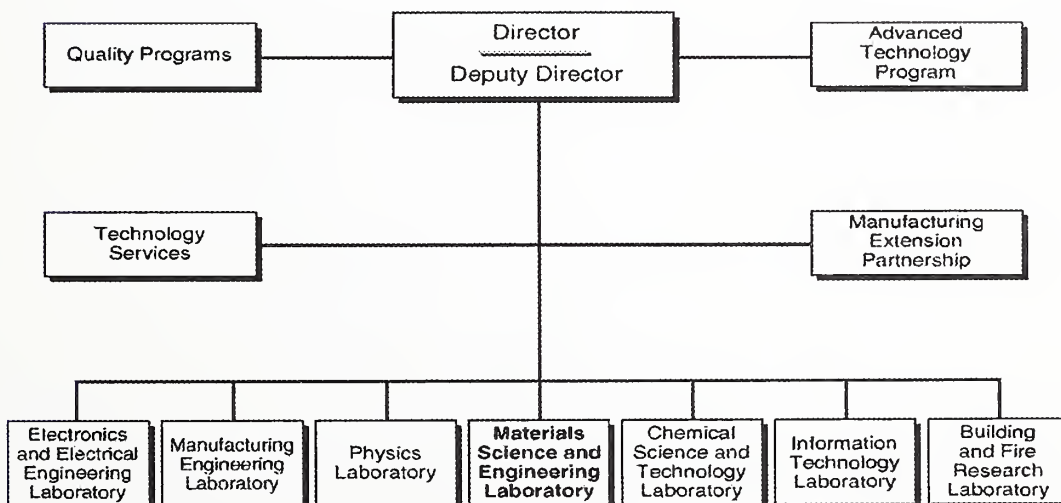 Quality Programs
Director
Deputy Director
Advanced
Technology
Program
Technology
Services
Manufacturing
Extension
Partnership
Electronics
and Electrical
Engineering
Laboratory
Manufacturing
Engineering
Laboratory
Physics
Laboratory
Materials
Science and
Engineering
Laboratory
Chemical
Science and
Technology
Laboratory
Information
Technology
Laboratory
Building
and Fire
Research
Laboratory